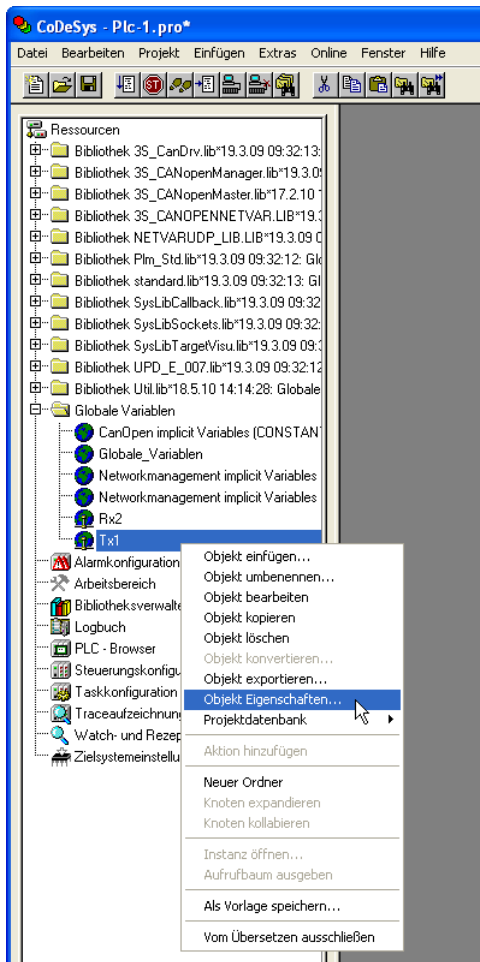 CoDeSys - Plc-1.pro*
Datei Bearbeiten Projekt Einfügen Extras Online Fenster Hilfe
Ressourcen
Bibliothek 3S_CanDrv.lib*19.3.09 09:32:13:
Bibliothek 3S_CANopenManager.lib*19.3.09
Bibliothek 3S_CANopenMaster.lib*17.2.10
Bibliothek 3S_CANOPENNETVAR.LIB*19.3
Bibliothek NETVARUDP_LIB.LIB*19.3.09 0
Bibliothek Plm_Std.lib*19.3.09 09:32:12: Glo
Bibliothek standard.lib*19.3.09 09:32:13: Gl
Bibliothek SysLibCallback.lib*19.3.09 09:32
Bibliothek SysLibSockets.lib*19.3.09 09:32:
Bibliothek SysLibTargetVisu.lib*19.3.09 09:3
Bibliothek UPD_E_007.lib*19.3.09 09:32:12
Bibliothek Util.lib*18.5.10 14:14:28: Globale
Globale Variablen
CanOpen implicit Variables (CONSTAN
Globale_Variablen
Networkmanagement implicit Variables
Networkmanagement implicit Variables
Rx2
Tx1
Alarmkonfiguration
Arbeitsbereich
Bibliotheksverwalte
Logbuch
PLC - Browser
Steuerungskonfigu
Taskkonfiguration
Traceaufzeichnun
Watch- und Rezep
Zielsystemeinstellu
Objekt einfügen...
Objekt umbenennen...
Objekt bearbeiten
Objekt kopieren
Objekt löschen
Objekt konvertieren...
Objekt exportieren...
Objekt Eigenschaften...
Projektdatenbank
Aktion hinzufügen
Neuer Ordner
Knoten expandieren
Knoten kollabieren
Instanz öffnen...
Aufrufbaum ausgeben
Als Vorlage speichern...
Vom Übersetzen ausschließen